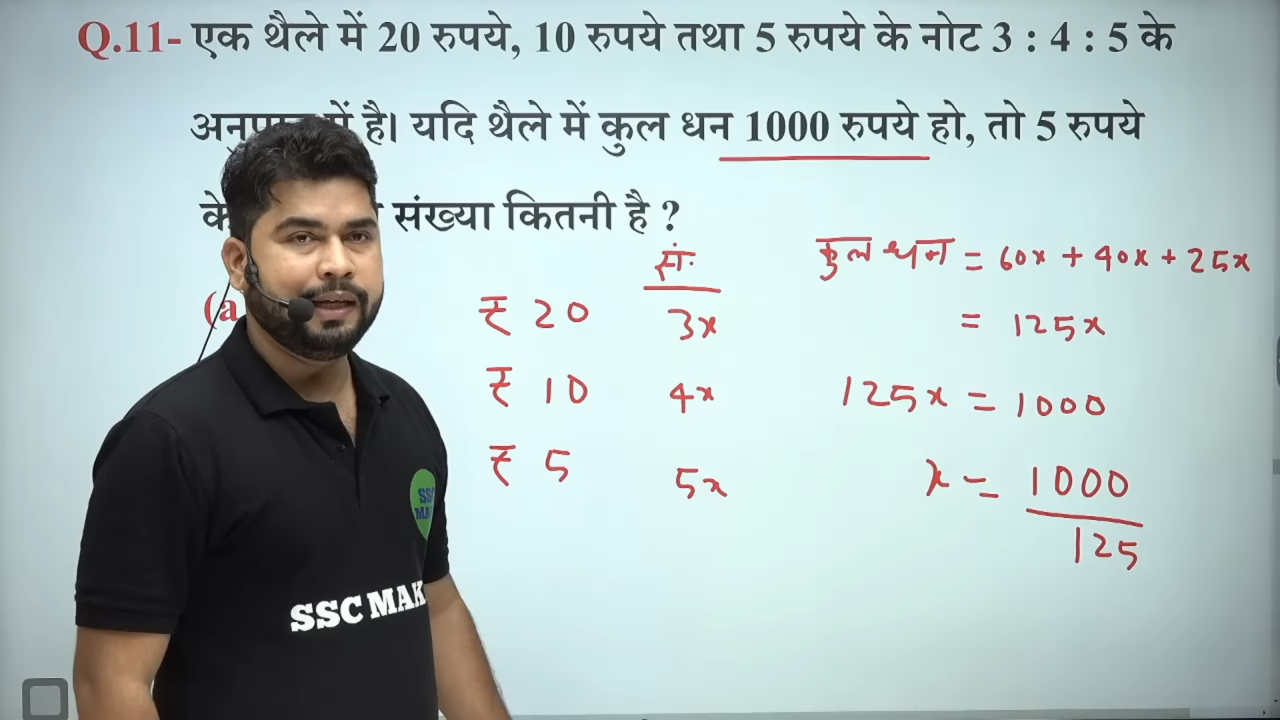 Q.11- एक थैले में 20 रुपये, 10 रुपये तथा 5 रुपये के नोट 3 : 4 : 5 के
में है। यदि थैले में कुल धन 1000 रुपये हो, तो 5 रुपये
के संख्या कितनी है ?
(a
सं.
₹ 20 3x
₹ 10 4x
₹ 5 5x
कुल धन = 60x + 40x + 25x
= 125x
125x = 1000
x = 1000
125
SSC
SSC MAK